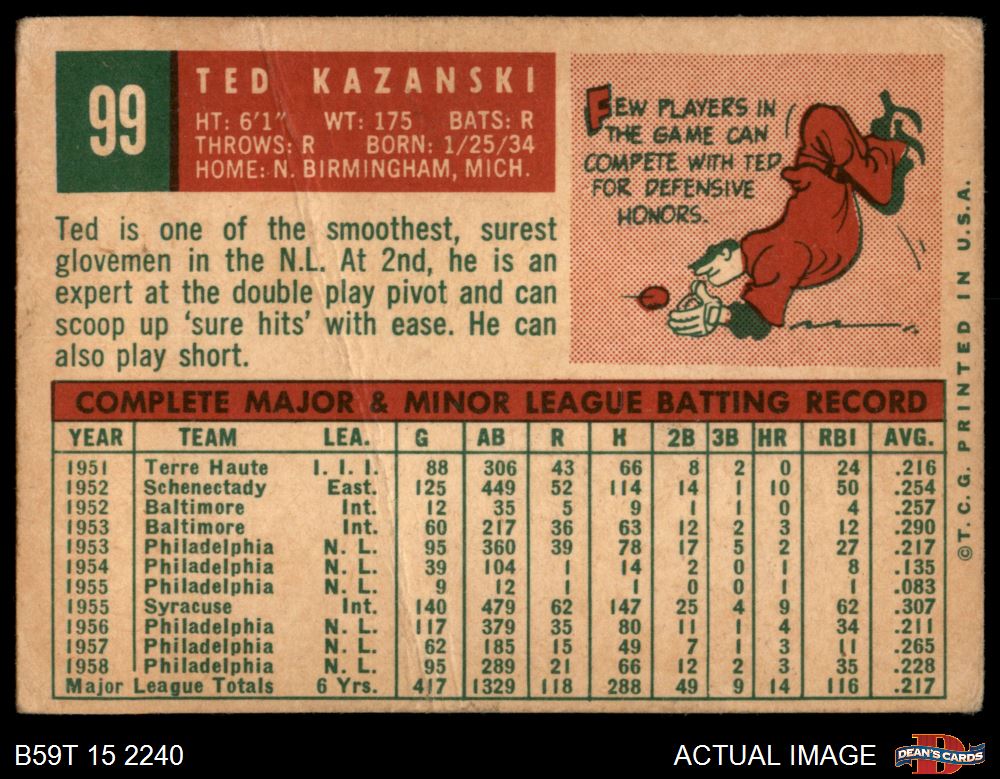 99
TED KAZANSKI
HT: 6'1" WT: 175 BATS: R
THROWS: R BORN: 1/25/34
HOME: N. BIRMINGHAM, MICH.
FEW PLAYERS IN
THE GAME CAN
COMPETE WITH TED
FOR DEFENSIVE
HONORS.
Ted is one of the smoothest, surest
glovemen in the N.L. At 2nd, he is an
expert at the double play pivot and can
scoop up 'sure hits' with ease. He can
also play short.
COMPLETE MAJOR & MINOR LEAGUE BATTING RECORD
YEAR TEAM LEA. G AB R H 2B 3B HR RBI AVG.
1951 Terre Haute I. I. I. 88 306 43 66 8 2 0 24 .216
1952 Schenectady East. 125 449 52 114 14 1 10 50 .254
1952 Baltimore Int. 12 35 5 9 1 1 0 4 .257
1953 Baltimore Int. 60 217 36 63 12 2 3 12 .290
1953 Philadelphia N. L. 95 360 39 78 17 5 2 27 .217
1954 Philadelphia N. L. 39 104 1 14 2 0 1 8 .135
1955 Philadelphia N. L. 9 12 1 1 0 0 1 1 .083
1955 Syracuse Int. 140 479 62 147 25 4 9 62 .307
1956 Philadelphia N. L. 117 379 35 80 11 1 4 34 .211
1957 Philadelphia N. L. 62 185 15 49 7 1 3 11 .265
1958 Philadelphia N. L. 95 289 21 66 12 2 3 35 .228
Major League Totals 6 Yrs. 417 1329 118 288 49 9 14 116 .217
©T. C. G. PRINTED IN U.S.A.
B59T 15 2240
ACTUAL IMAGE
DEAN'S CARDS